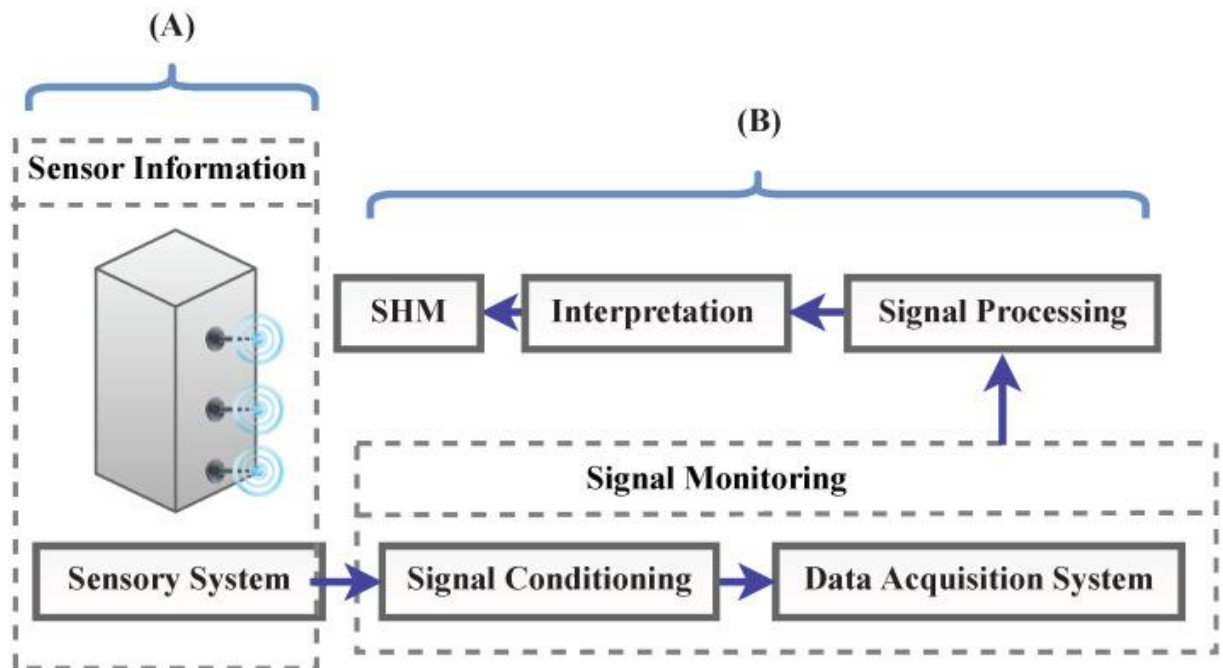 (A)
(B)
Sensor Information
SHM
Interpretation
Signal Processing
Signal Monitoring
Sensory System
Signal Conditioning
Data Acquisition System